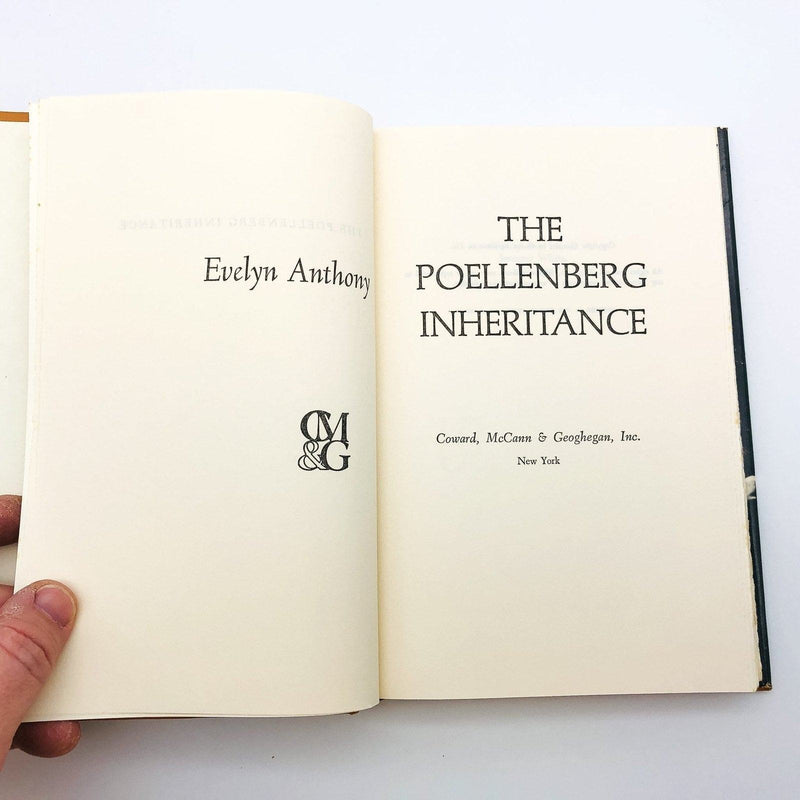 Evelyn Anthony
CM
&G
THE
POELLENBERG
INHERITANCE
Coward, McCann & Geoghegan, Inc.
New York